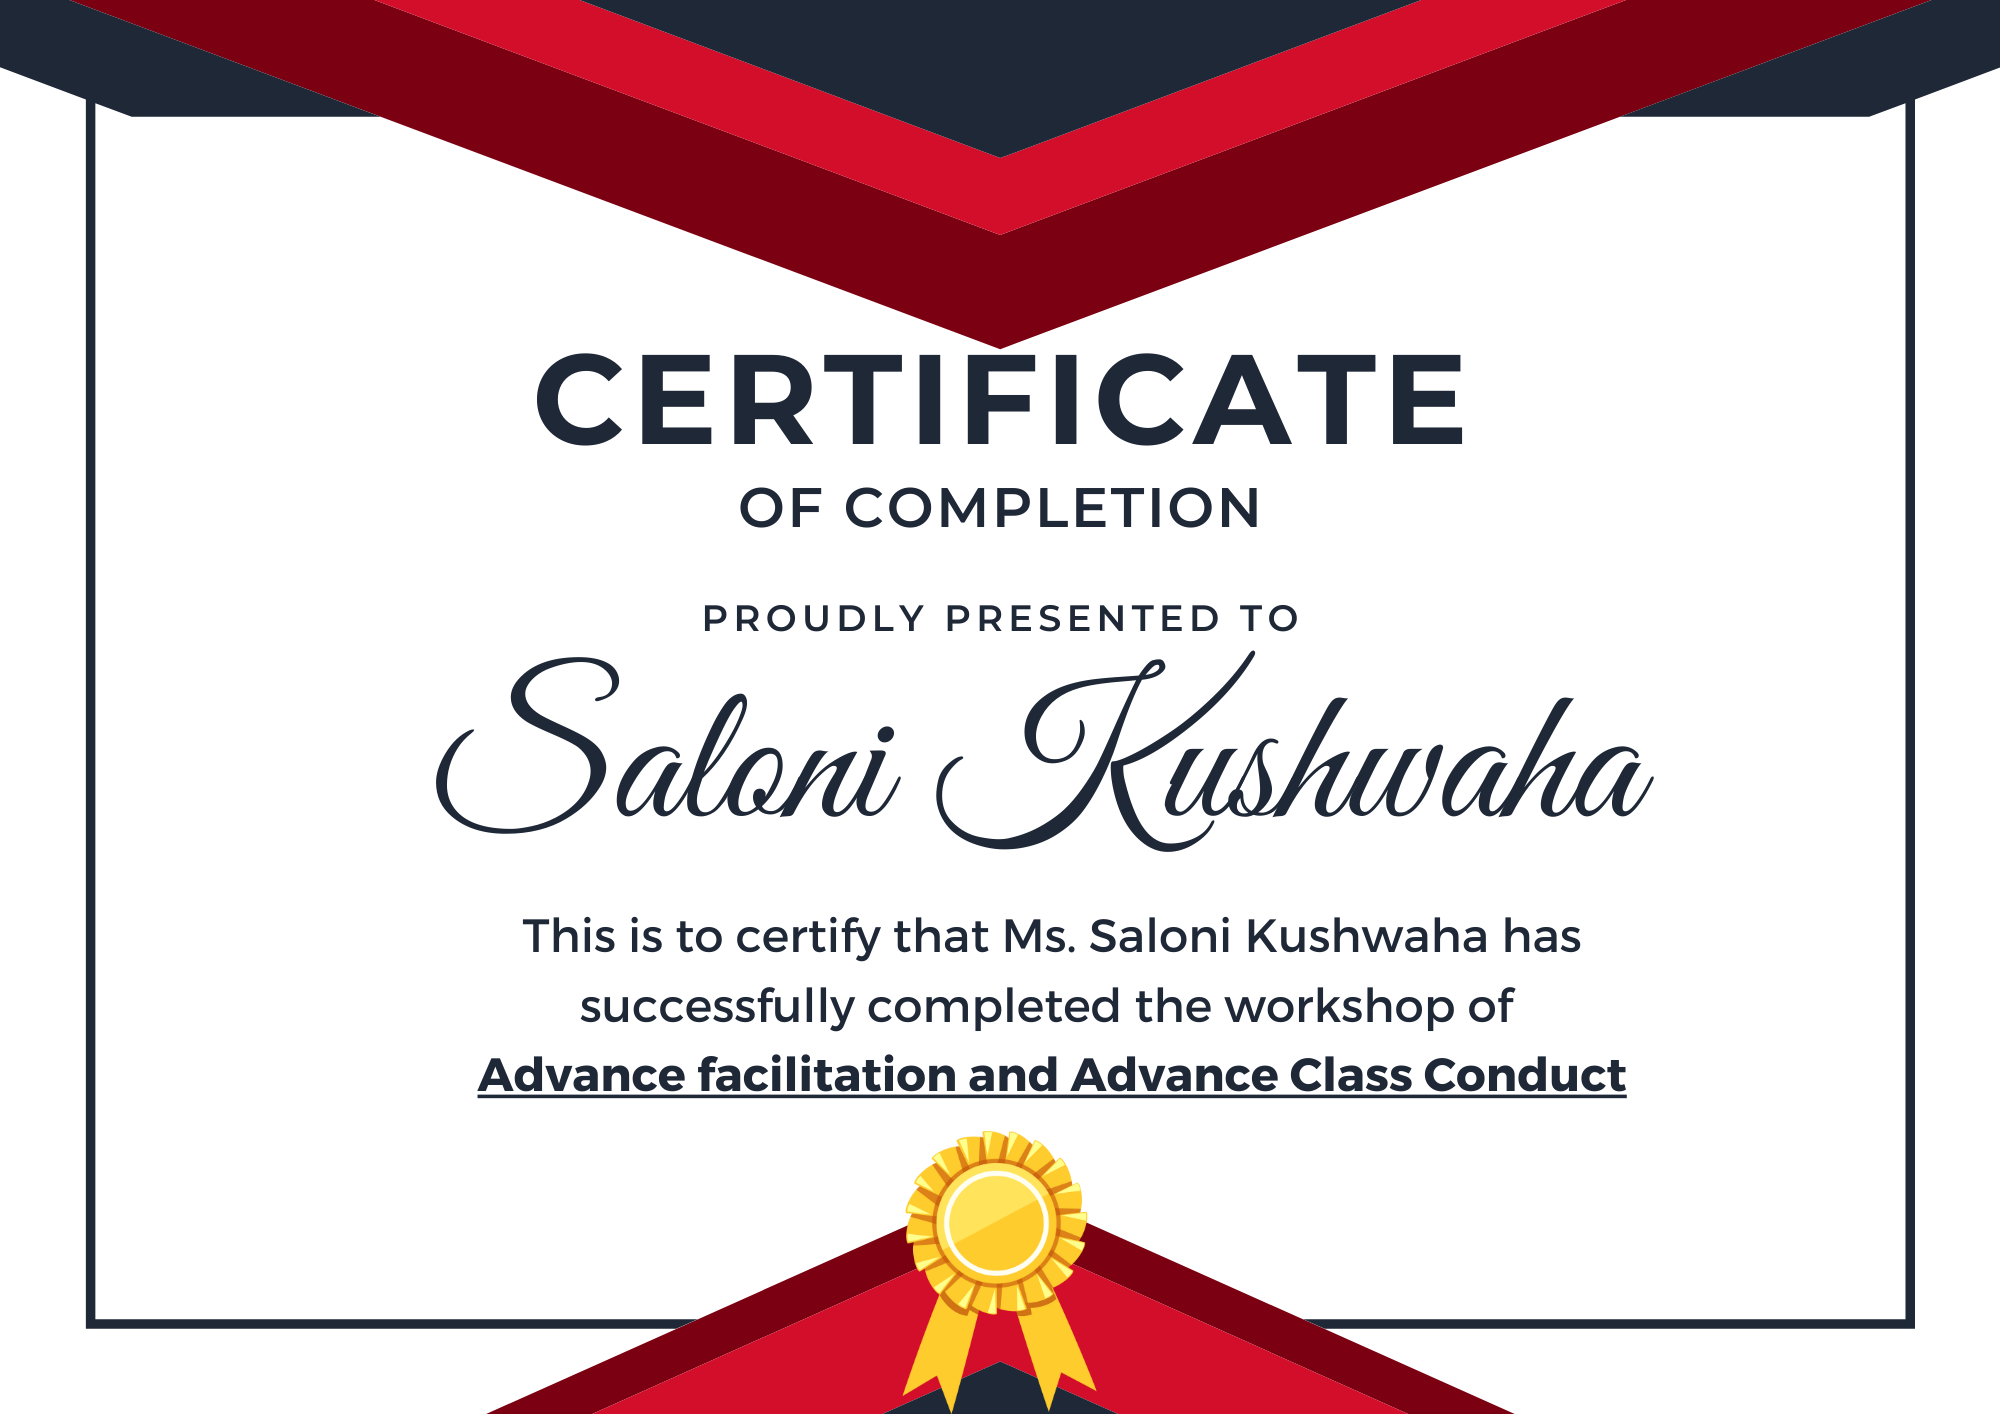 CERTIFICATE
OF COMPLETION
PROUDLY PRESENTED TO
Saloni Kushwaha
This is to certify that Ms. Saloni Kushwaha has
successfully completed the workshop of
Advance facilitation and Advance Class Conduct